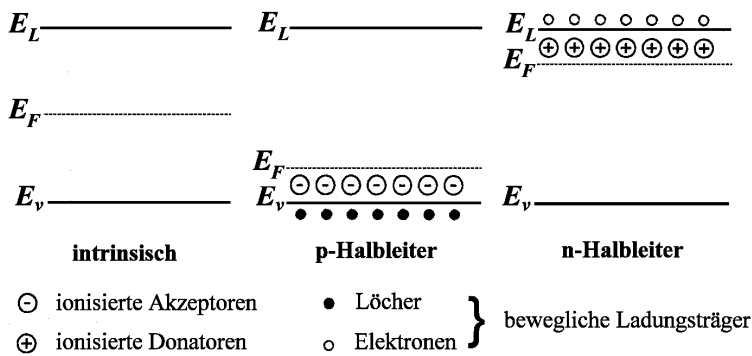 E_L E_L E_L
E_F
E_F
E_F
E_v E_v E_v
intrinsisch p-Halbleiter n-Halbleiter
⊖ ionisierte Akzeptoren ● Löcher
⊕ ionisierte Donatoren ○ Elektronen } bewegliche Ladungsträger